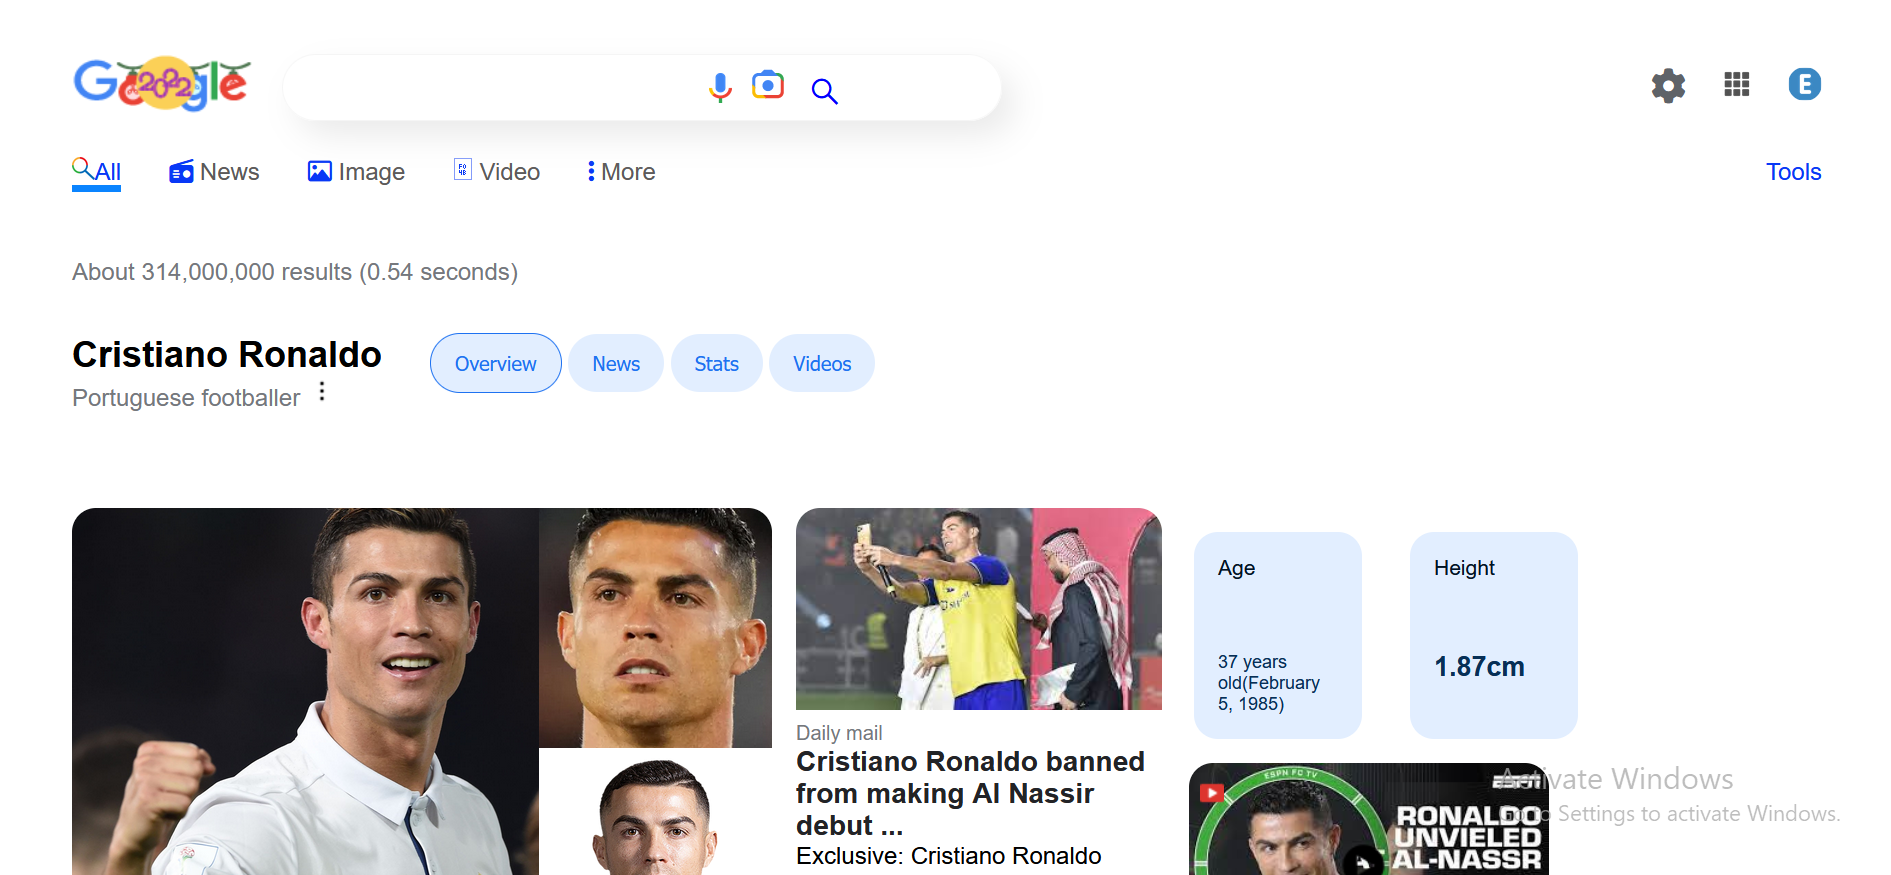 Google 2022
E
All News Image Video More Tools
About 314,000,000 results (0.54 seconds)
Cristiano Ronaldo
Portuguese footballer
Overview News Stats Videos
Daily mail
Cristiano Ronaldo banned
from making Al Nassir
debut ...
Exclusive: Cristiano Ronaldo
Age
37 years
old(February
5, 1985)
Height
1.87cm
ESPN FC TV
RONALDO
UNVIELED
AL-NASSR
Activate Windows
Go to Settings to activate Windows.